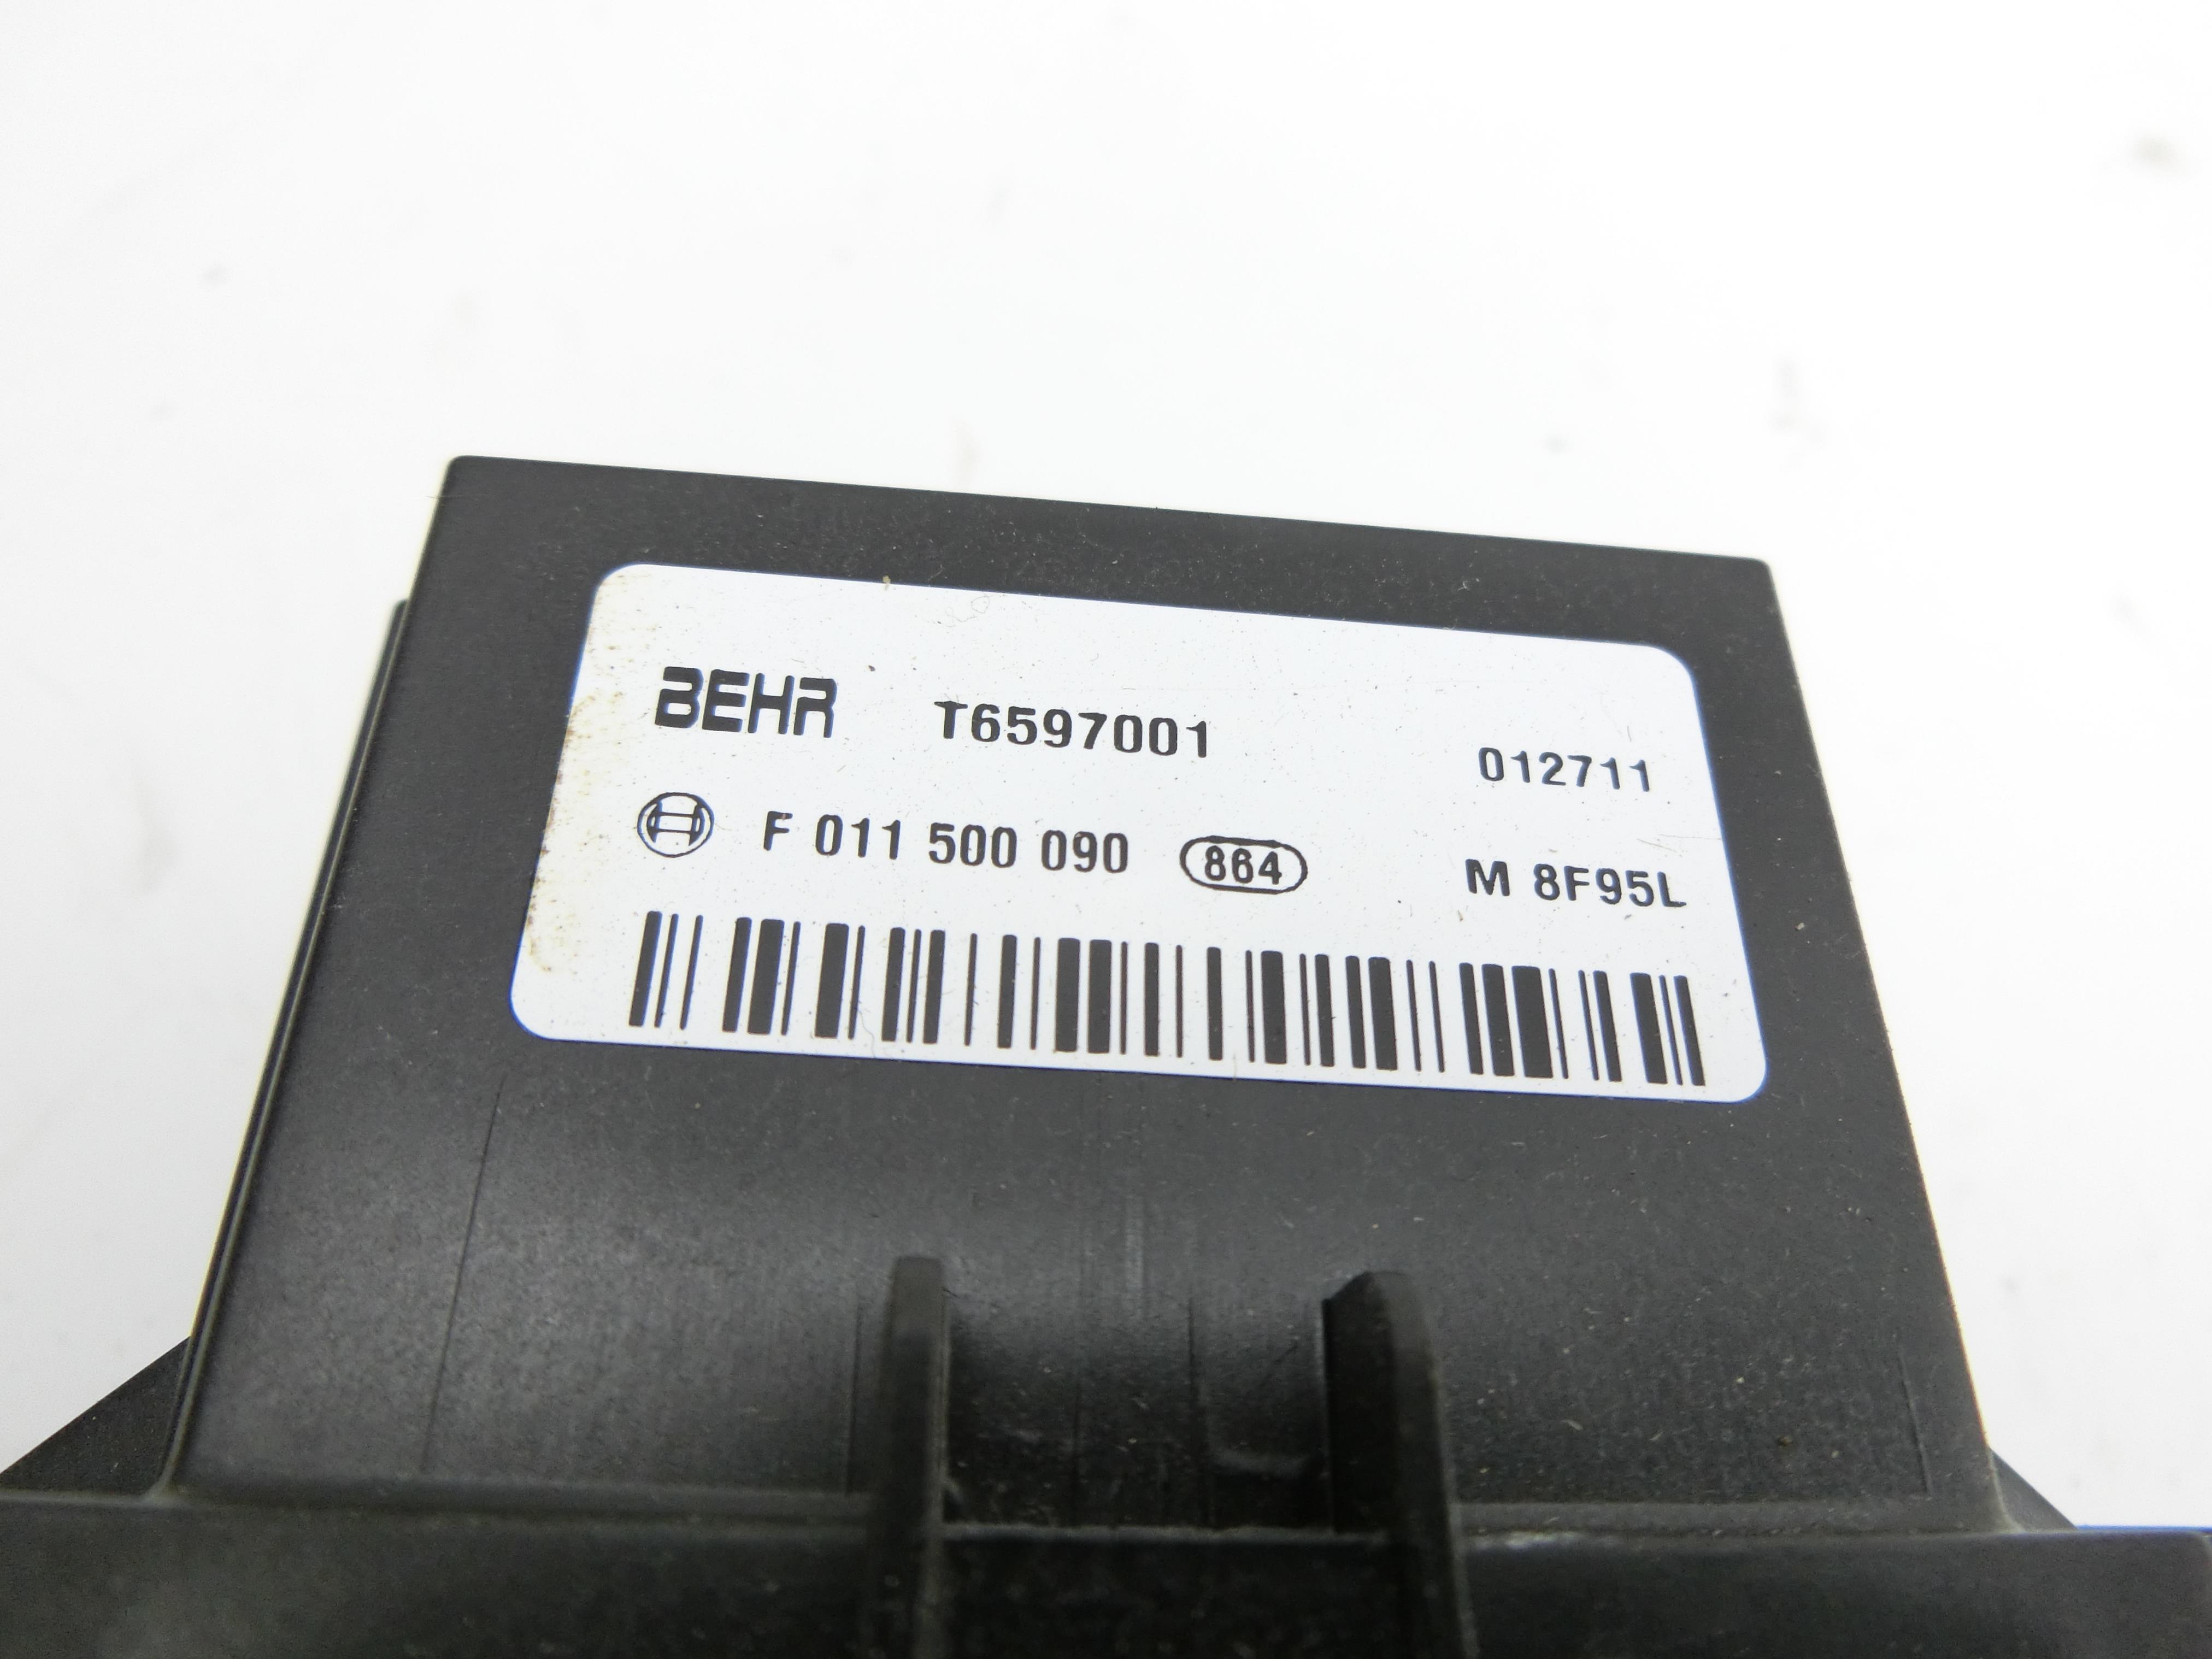 BEHR T6597001 012711
F 011 500 090 864 M 8F95L